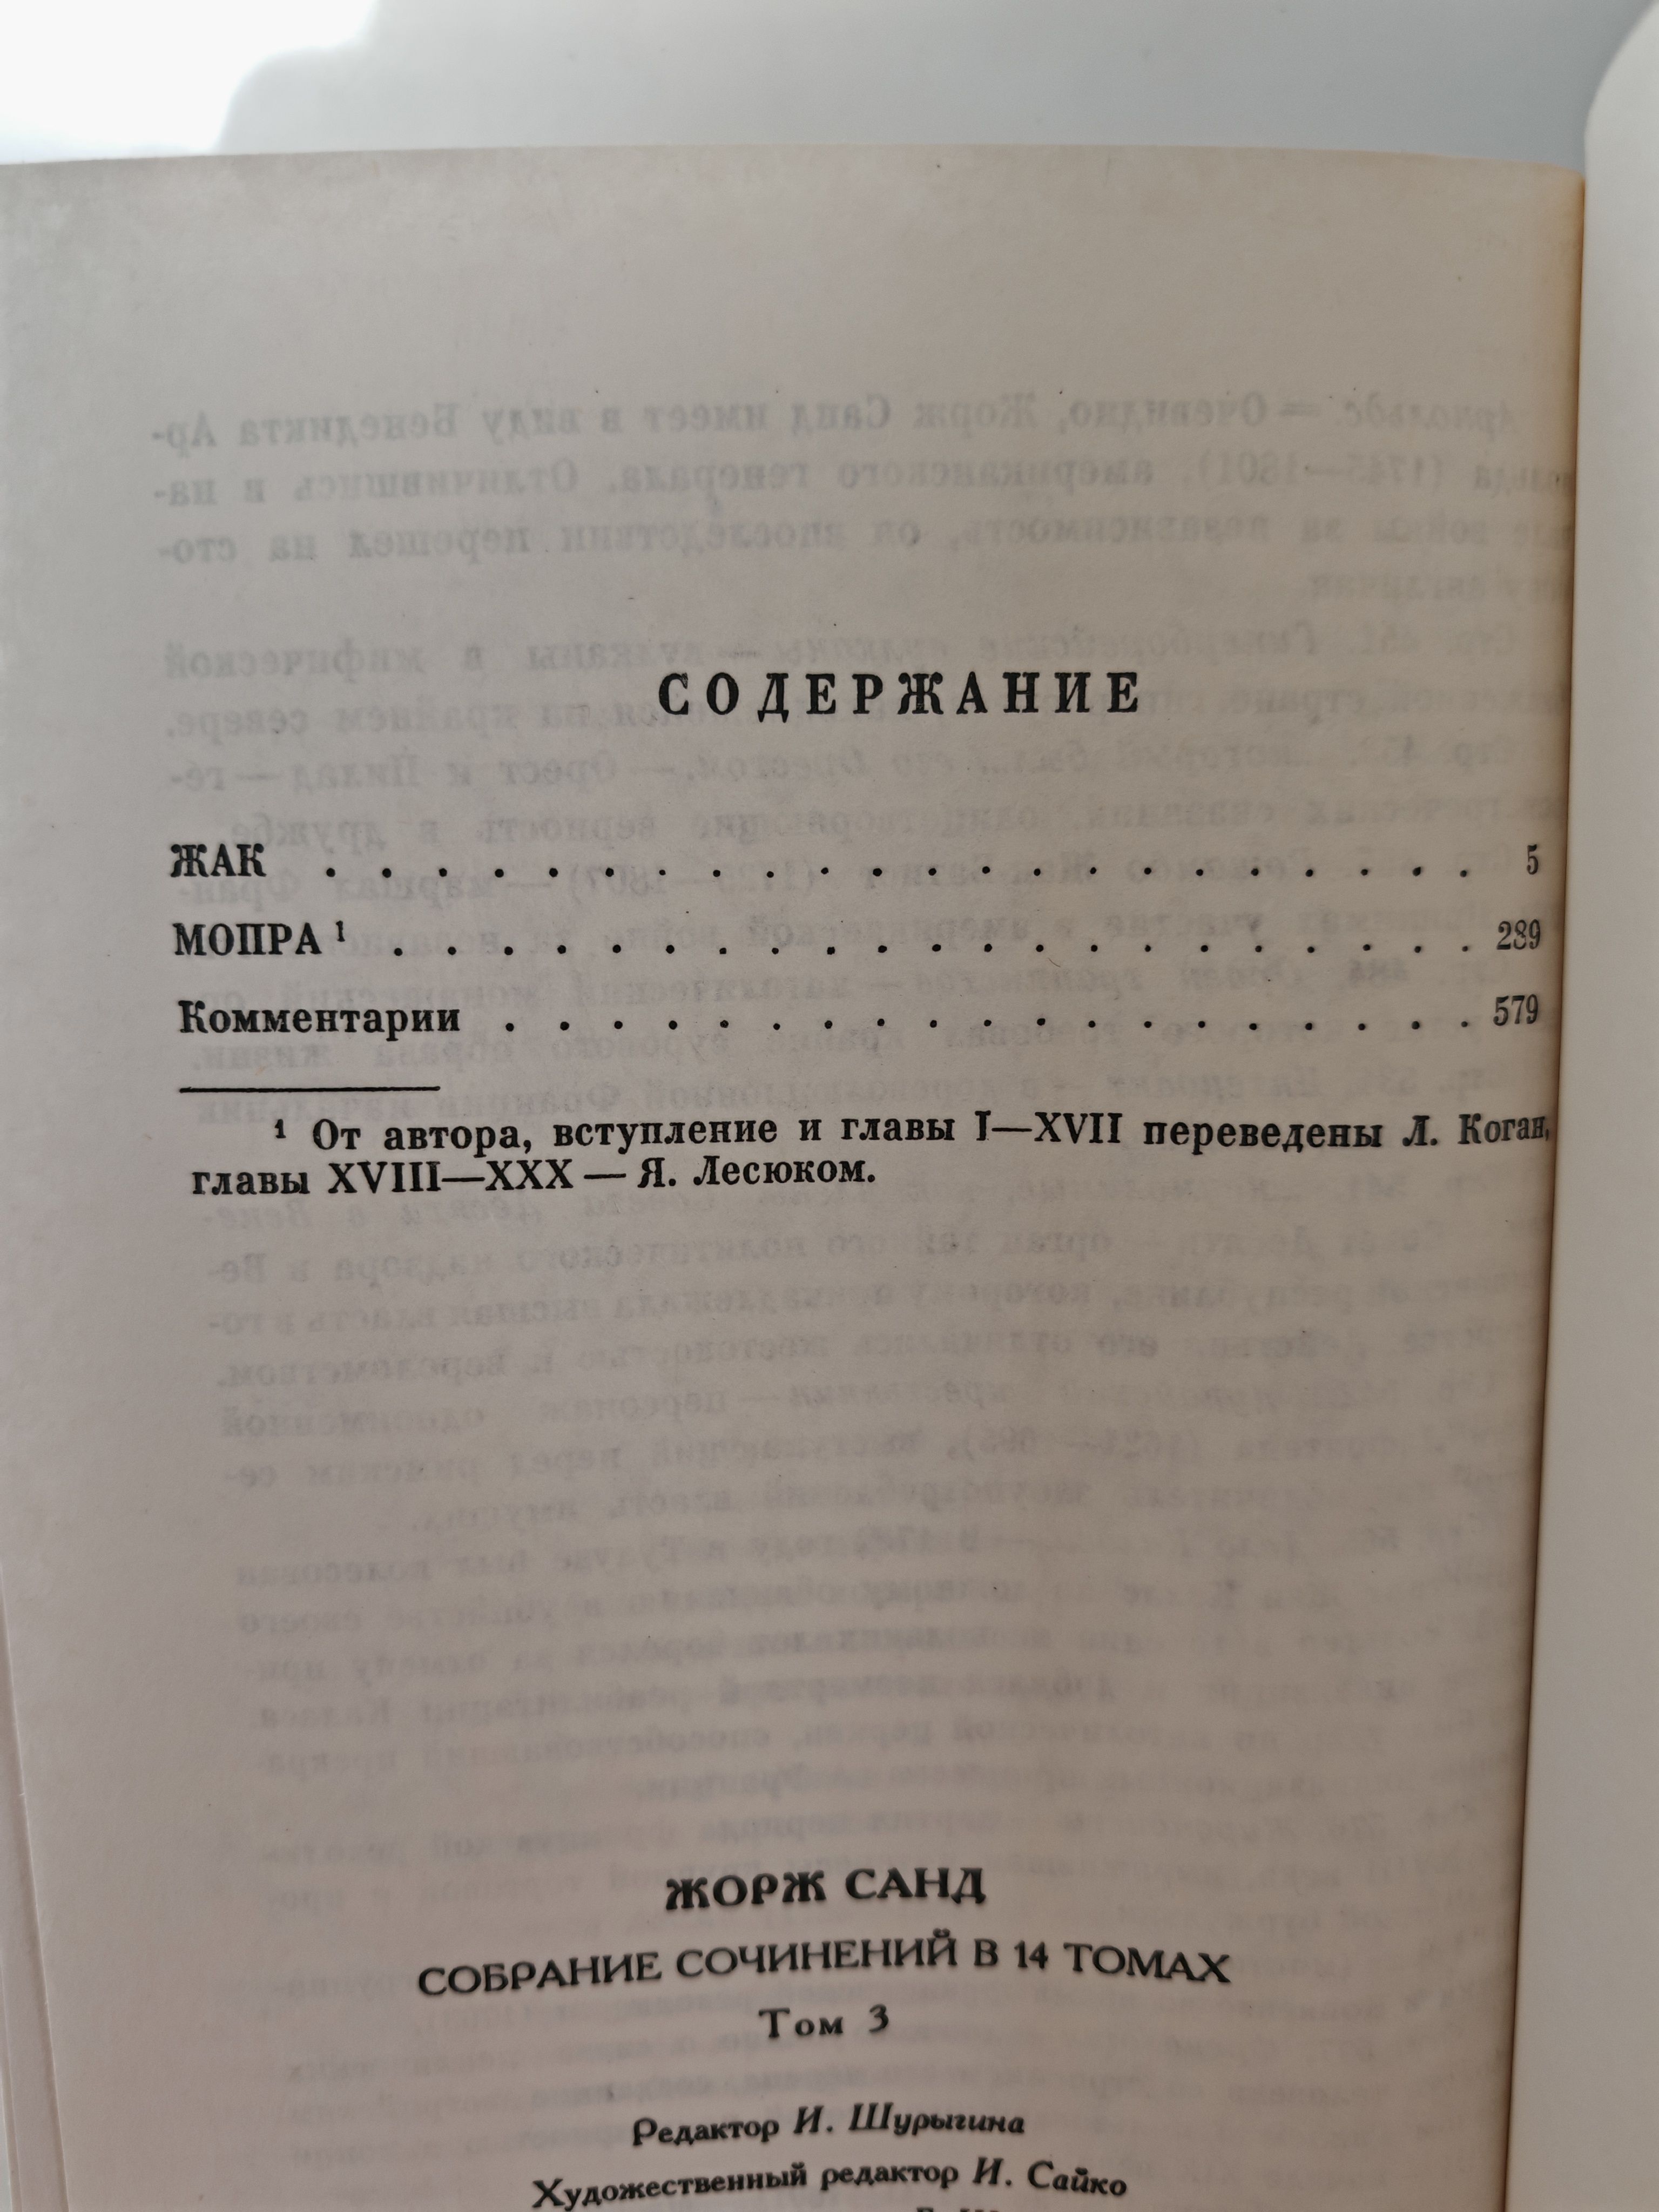 СОДЕРЖАНИЕ
ЖАК . . . . . . . . . . . . . . . . . . . . . . 5
МОПРА ¹ . . . . . . . . . . . . . . . . . . . . 289
Комментарии . . . . . . . . . . . . . . . . . . . 579
¹ От автора, вступление и главы I—XVII переведены Л. Коган,
главы XVIII—XXX — Я. Лесюком.
ЖОРЖ САНД
СОБРАНИЕ СОЧИНЕНИЙ В 14 ТОМАХ
Том 3
Редактор И. Шурыгина
Художественный редактор И. Сайко